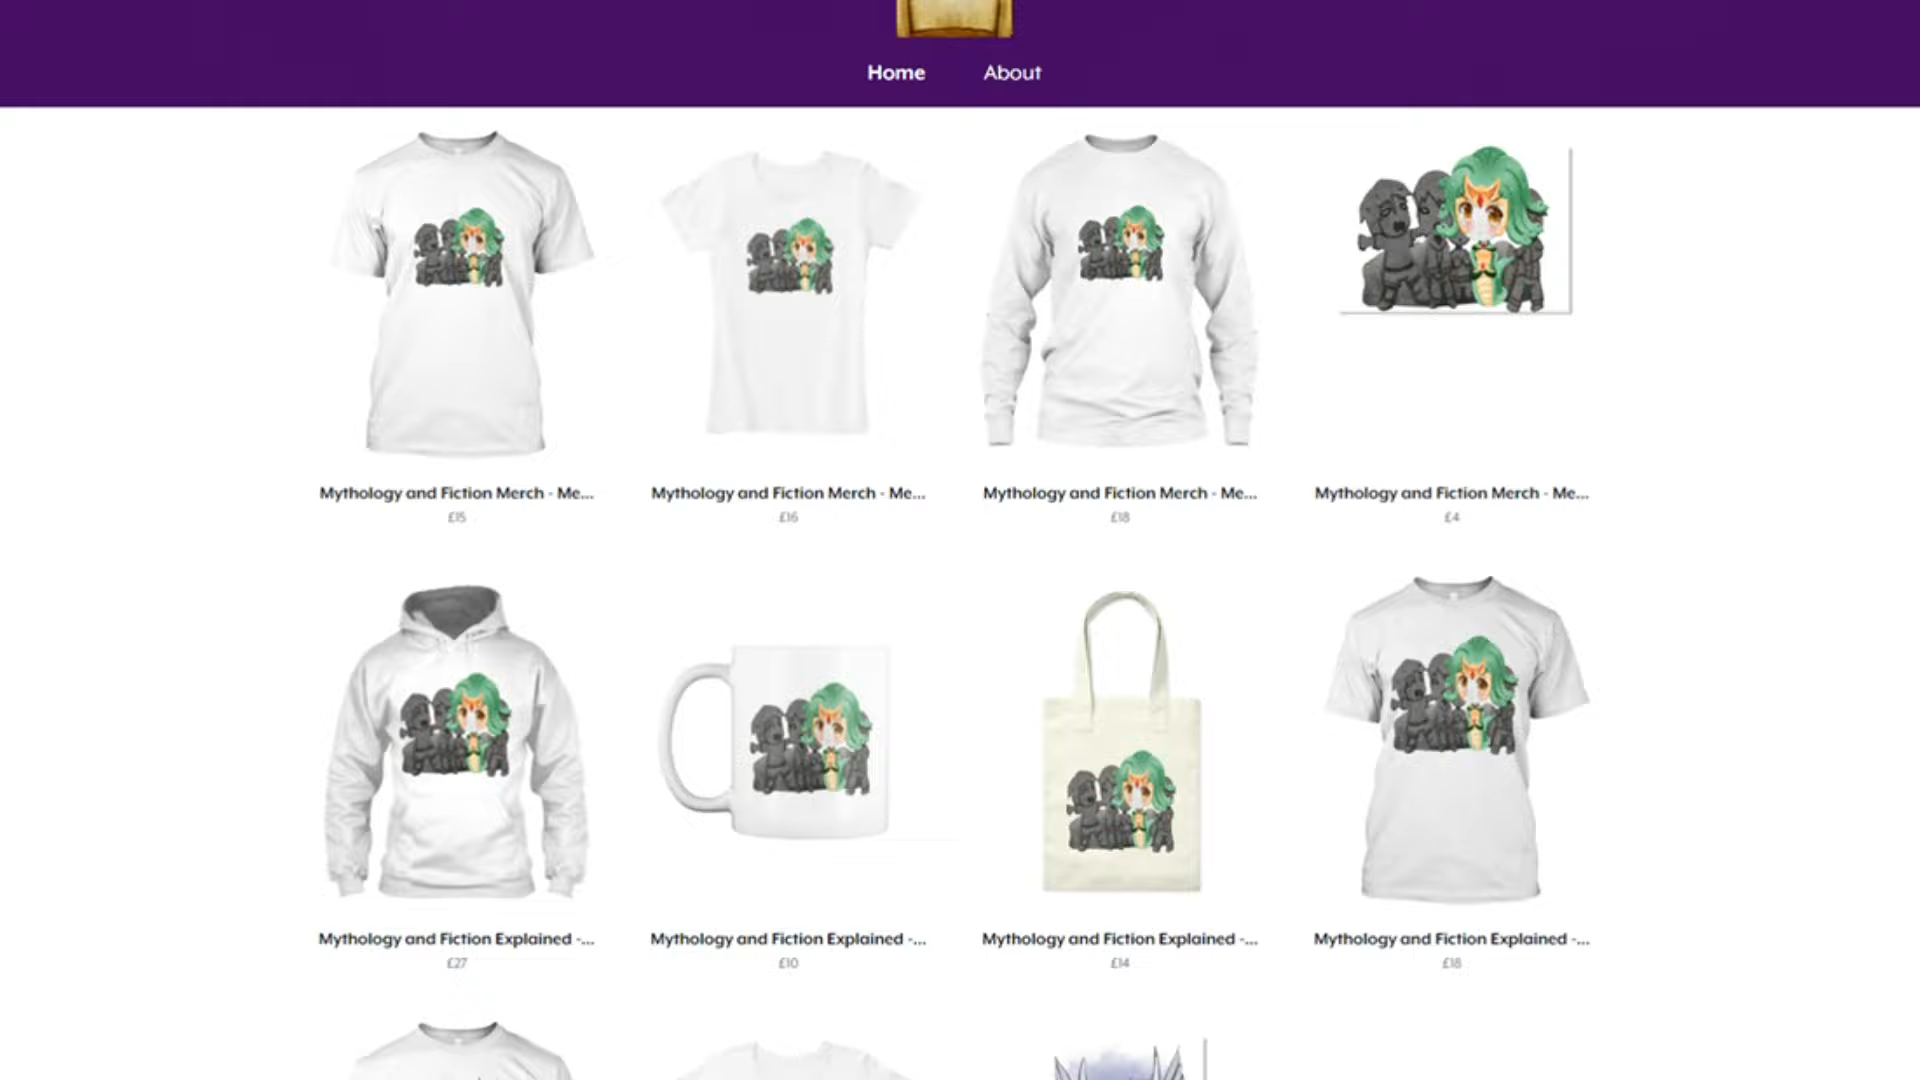 Home About
Mythology and Fiction Merch - Me... Mythology and Fiction Merch - Me... Mythology and Fiction Merch - Me... Mythology and Fiction Merch - Me...
£15 £16 £18 £4
Mythology and Fiction Explained -... Mythology and Fiction Explained -... Mythology and Fiction Explained -... Mythology and Fiction Explained -...
£27 £10 £14 £18